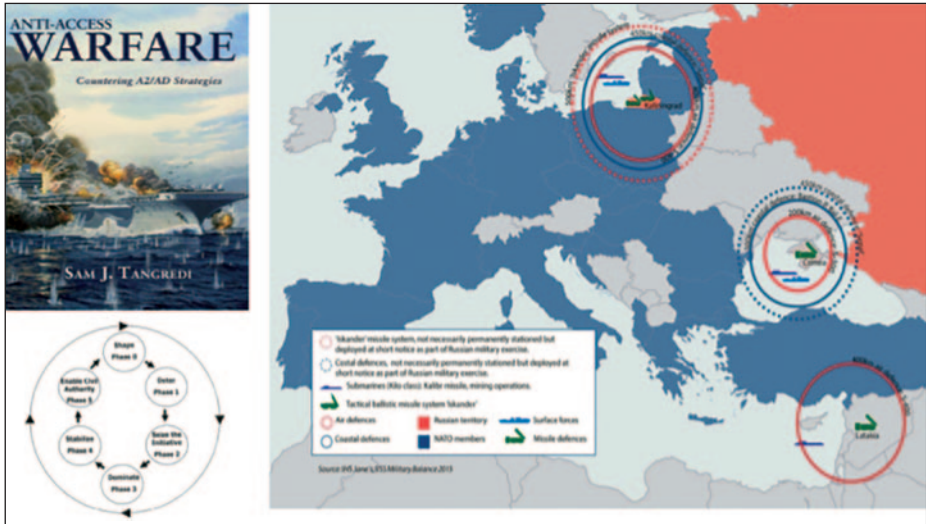 ANTI-ACCESS
WARFARE
Countering A2/AD Strategies
SAM J. TANGREDI
Shape
Phase 0
Deter
Phase 1
Seize the
Initiative
Phase 2
Dominate
Phase 3
Stabilize
Phase 4
Enable Civil
Authority
Phase 5
Kaliningrad
Crimea
Latakia
'Iskander' missile system, not necessarily permanently stationed but
deployed at short notice as part of Russian military exercise.
Costal defences, not necessarily permanently stationed but deployed at
short notice as part of Russian military exercise.
Submarines (Kilo class): Kalibr missile, mining operations.
Tactical ballistic missile system 'Iskander'
Air defences
Russian territory
Surface forces
Coastal defences
NATO members
Missile defences
Source: IHS Jane's, IISS Military Balance 2015